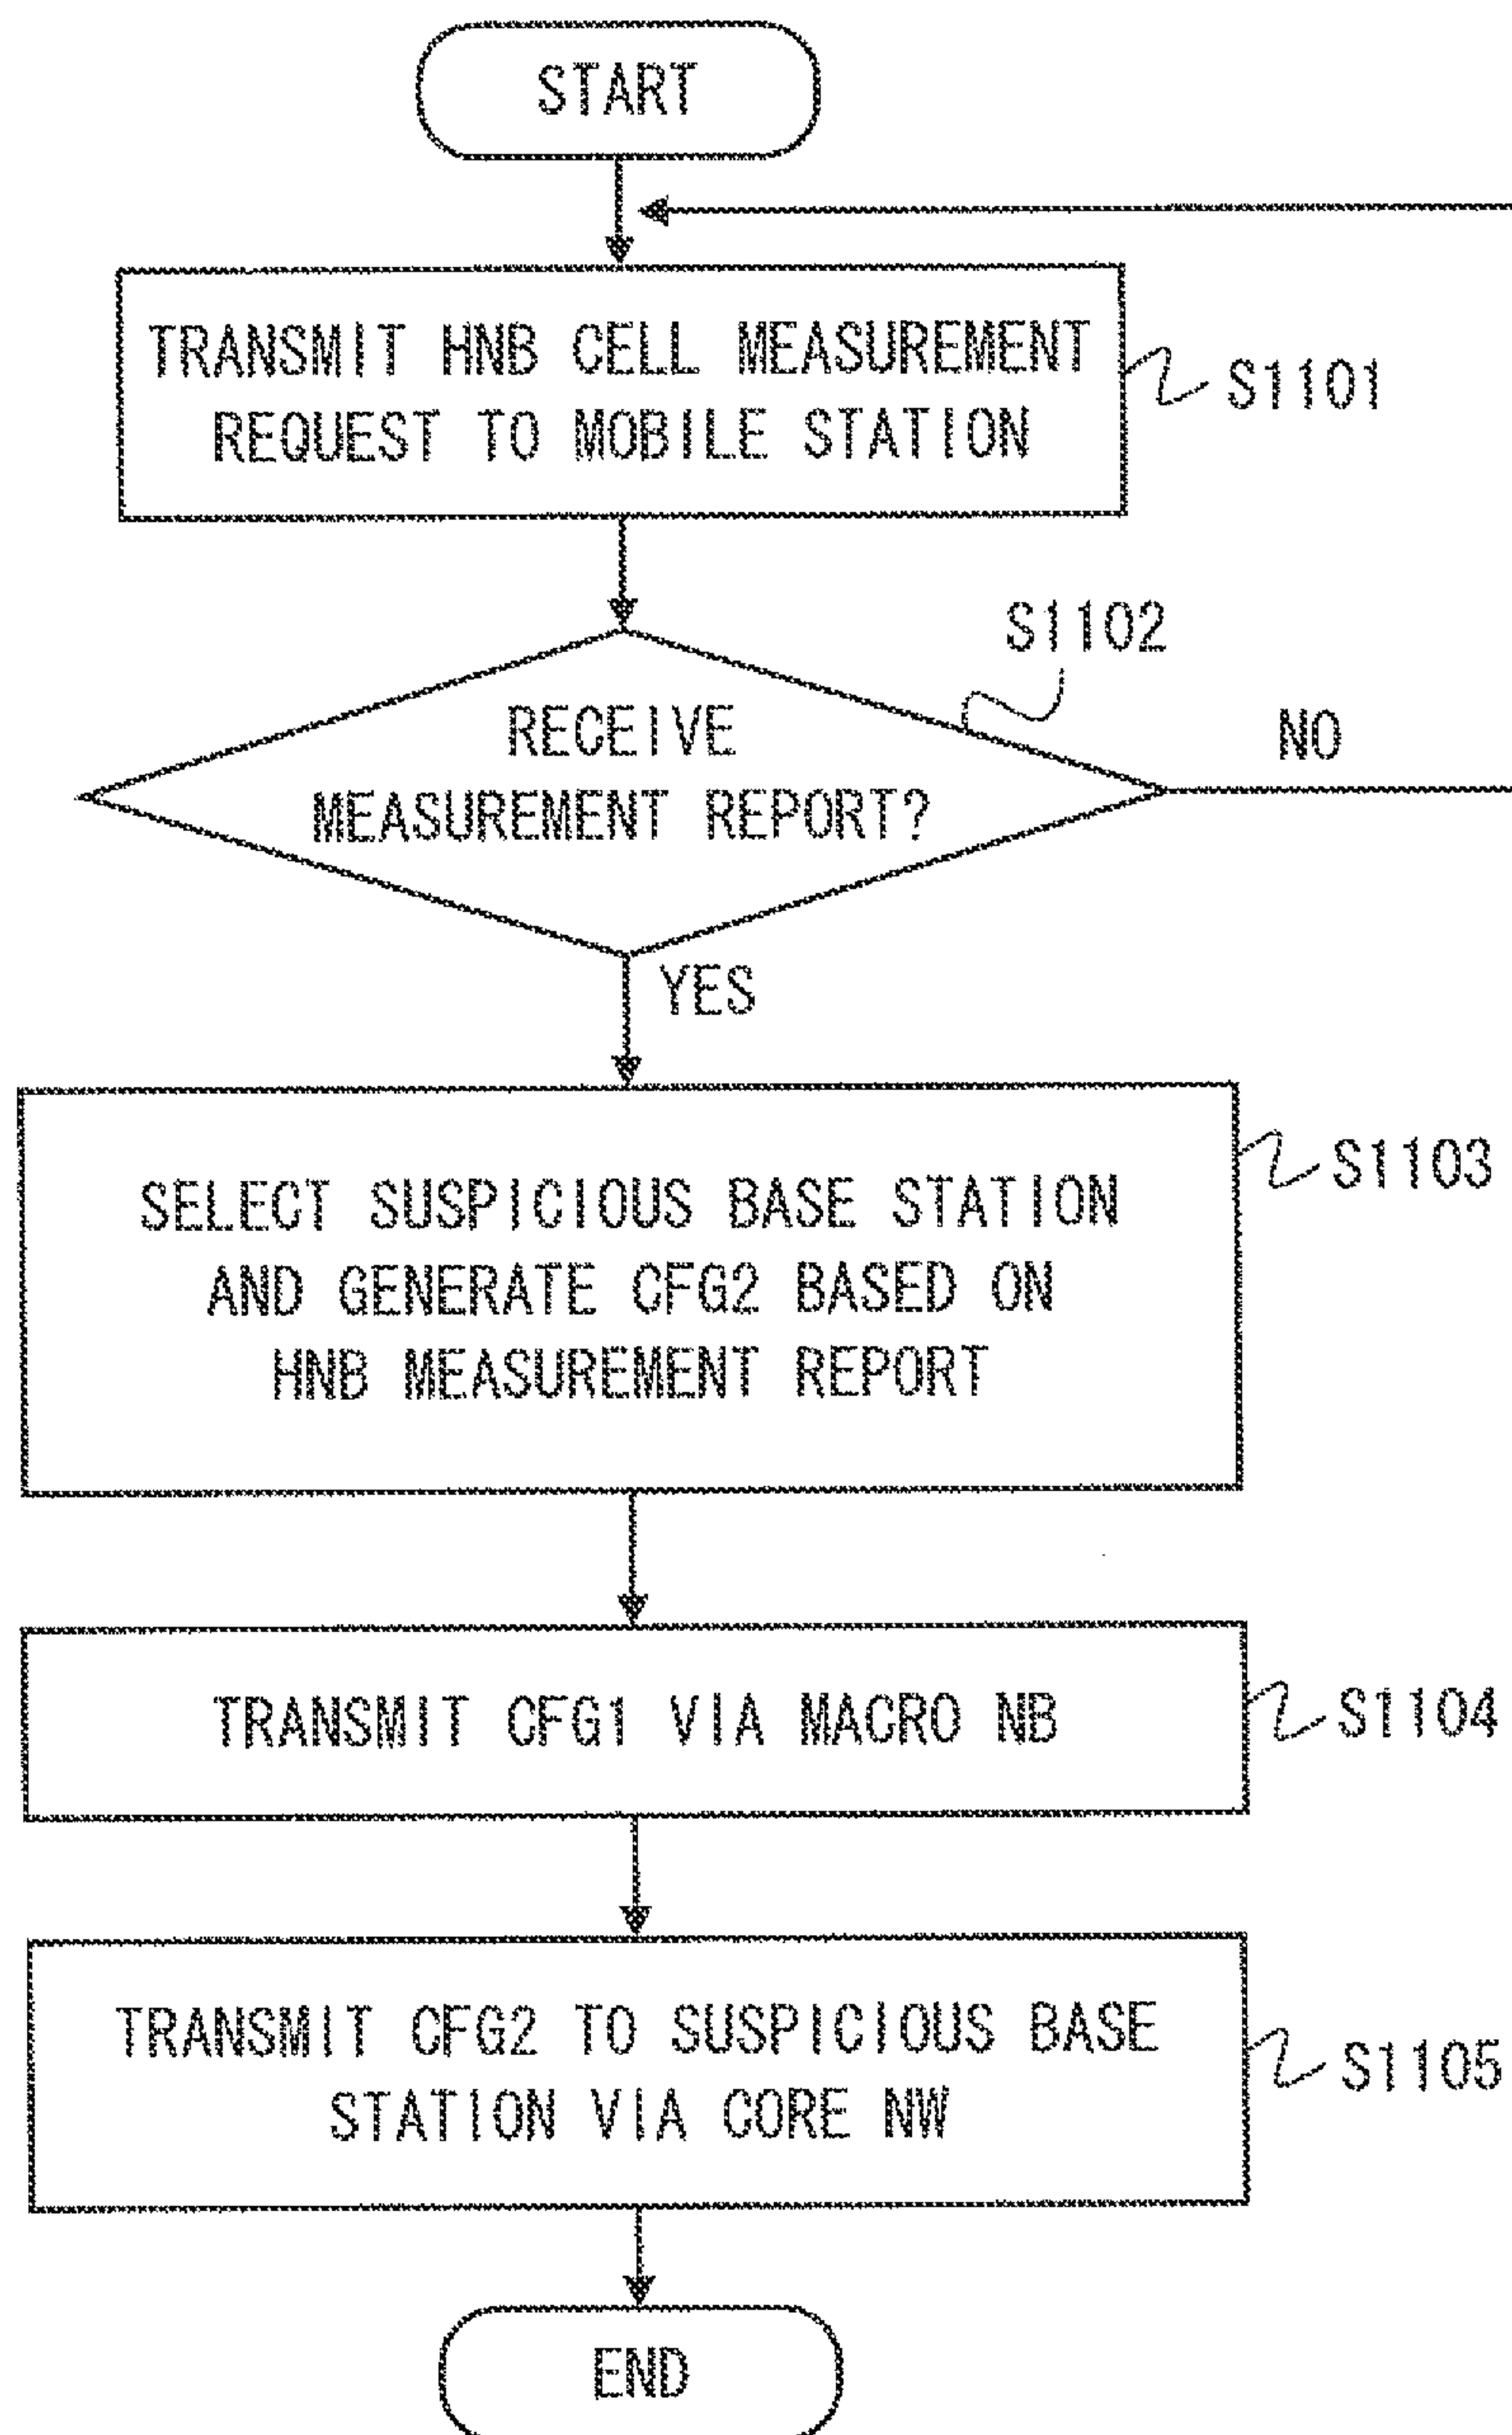 START
TRANSMIT HNB CELL MEASUREMENT
REQUEST TO MOBILE STATION
S1101
S1102
RECEIVE
MEASUREMENT REPORT?
NO
YES
S1103
SELECT SUSPICIOUS BASE STATION
AND GENERATE CFG2 BASED ON
HNB MEASUREMENT REPORT
TRANSMIT CFG1 VIA MACRO NB
S1104
TRANSMIT CFG2 TO SUSPICIOUS BASE
STATION VIA CORE NW
S1105
END